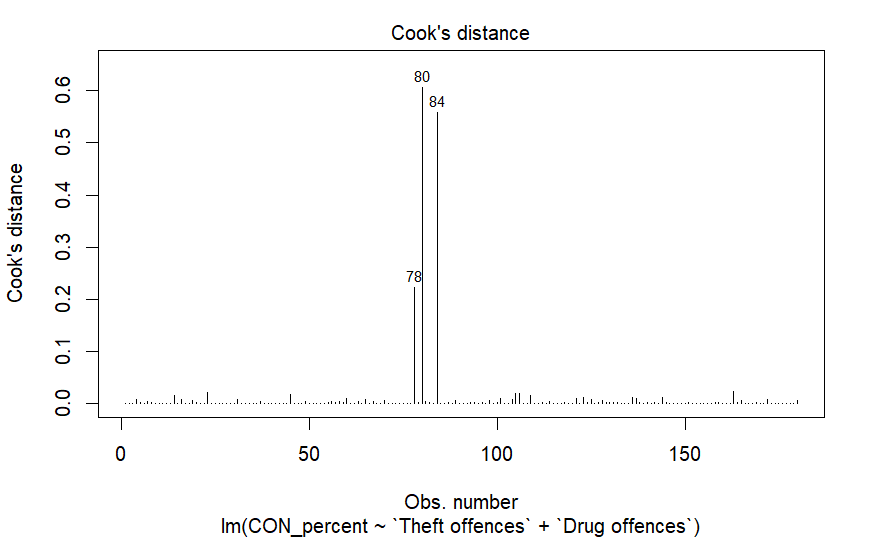 Cook's distance
Cook's distance
0.6
0.5
0.4
0.3
0.2
0.1
0.0
80
84
78
0 50 100 150
Obs. number
lm(CON_percent ~ `Theft offences` + `Drug offences`)